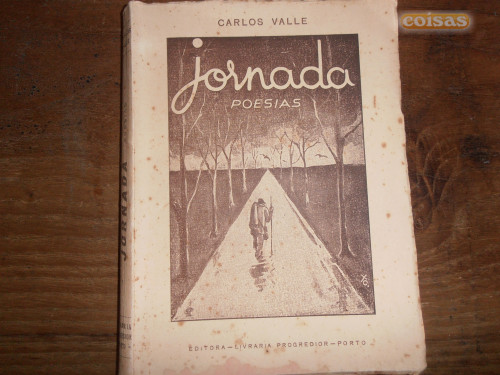 coisas
CARLOS VALLE
jornada
POESIAS
EDITORA-LIVRARIA PROGREDIOR-PORTO
JORNADA